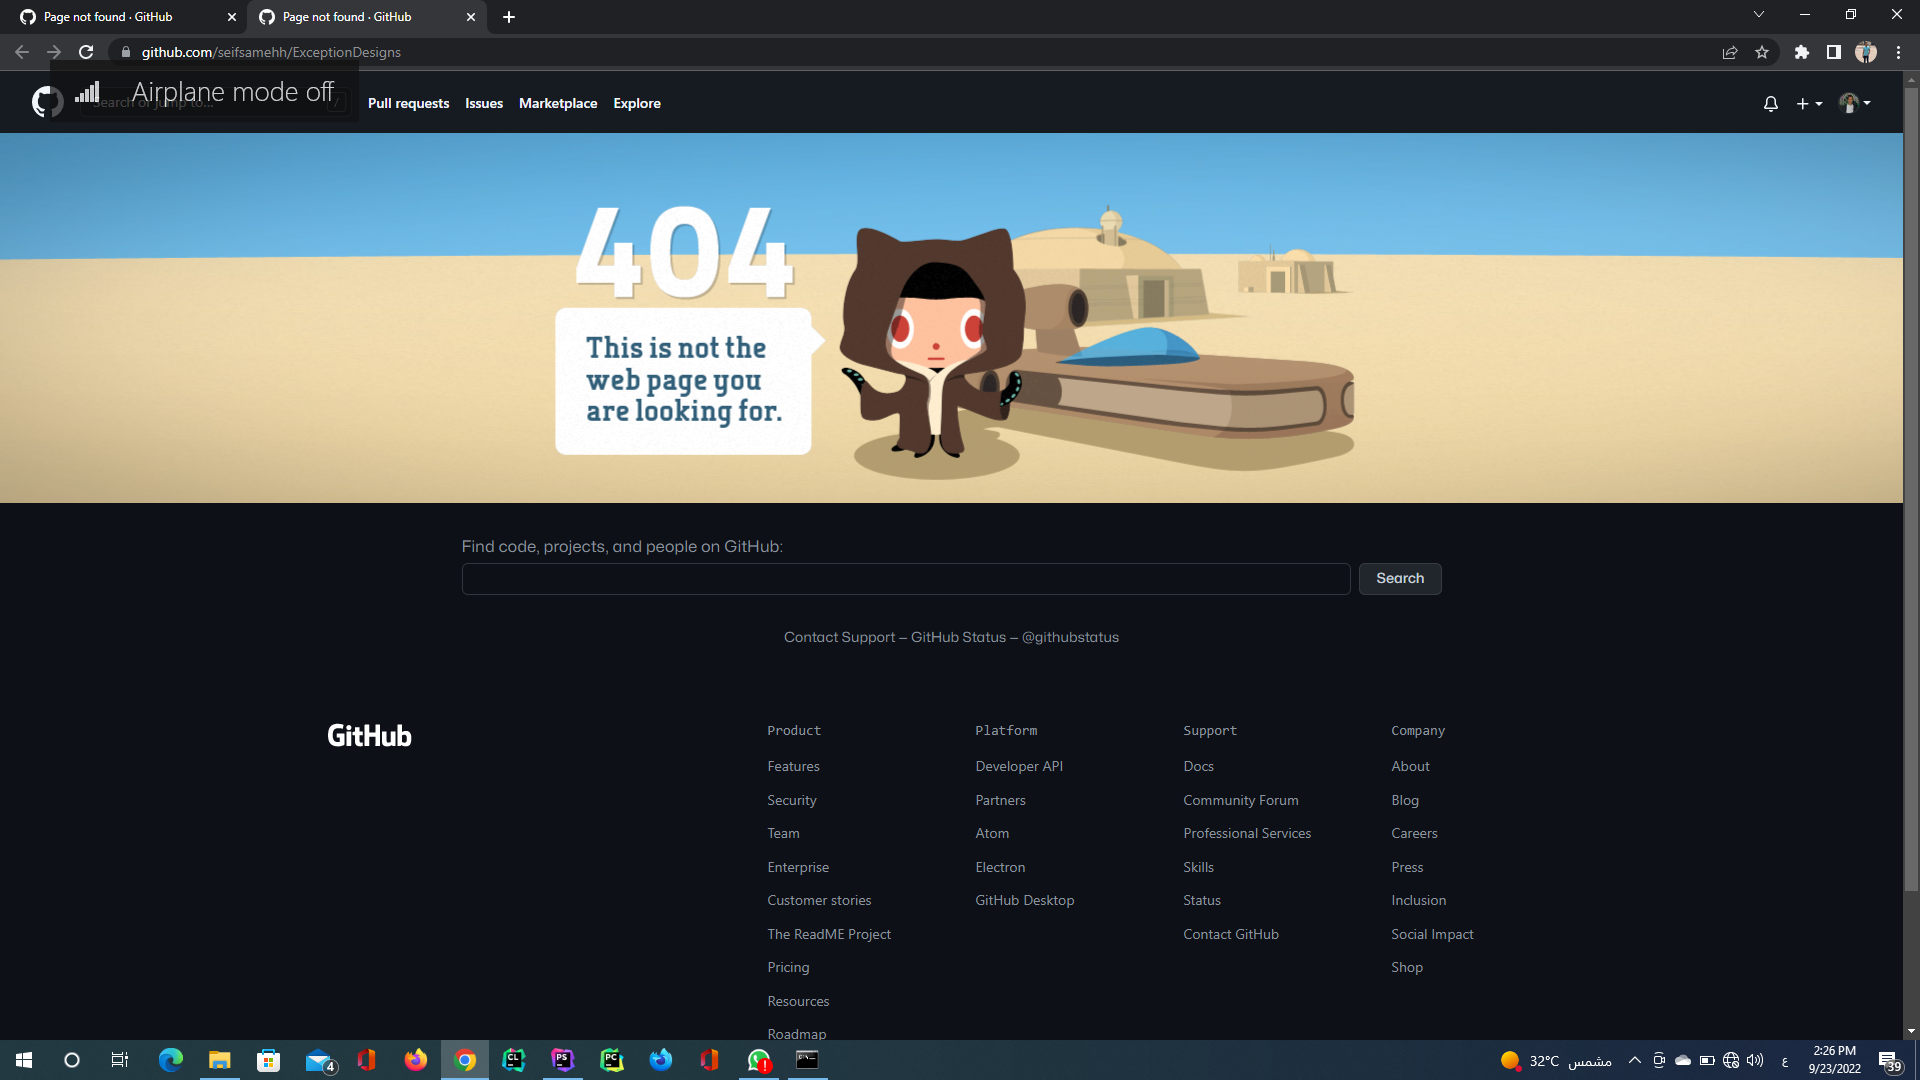 Page not found · GitHub
Page not found · GitHub
github.com/seifsamehh/ExceptionDesigns
Airplane mode off
Search or jump to...
/
Pull requests
Issues
Marketplace
Explore
404
This is not the
web page you
are looking for.
Find code, projects, and people on GitHub:
Search
Contact Support — GitHub Status — @githubstatus
GitHub
Product
Features
Security
Team
Enterprise
Customer stories
The ReadME Project
Pricing
Resources
Roadmap
Platform
Developer API
Partners
Atom
Electron
GitHub Desktop
Support
Docs
Community Forum
Professional Services
Skills
Status
Contact GitHub
Company
About
Blog
Careers
Press
Inclusion
Social Impact
Shop
4
CL
PS
PC
C:\_
32°C مشمس
ع
2:26 PM
9/23/2022
39